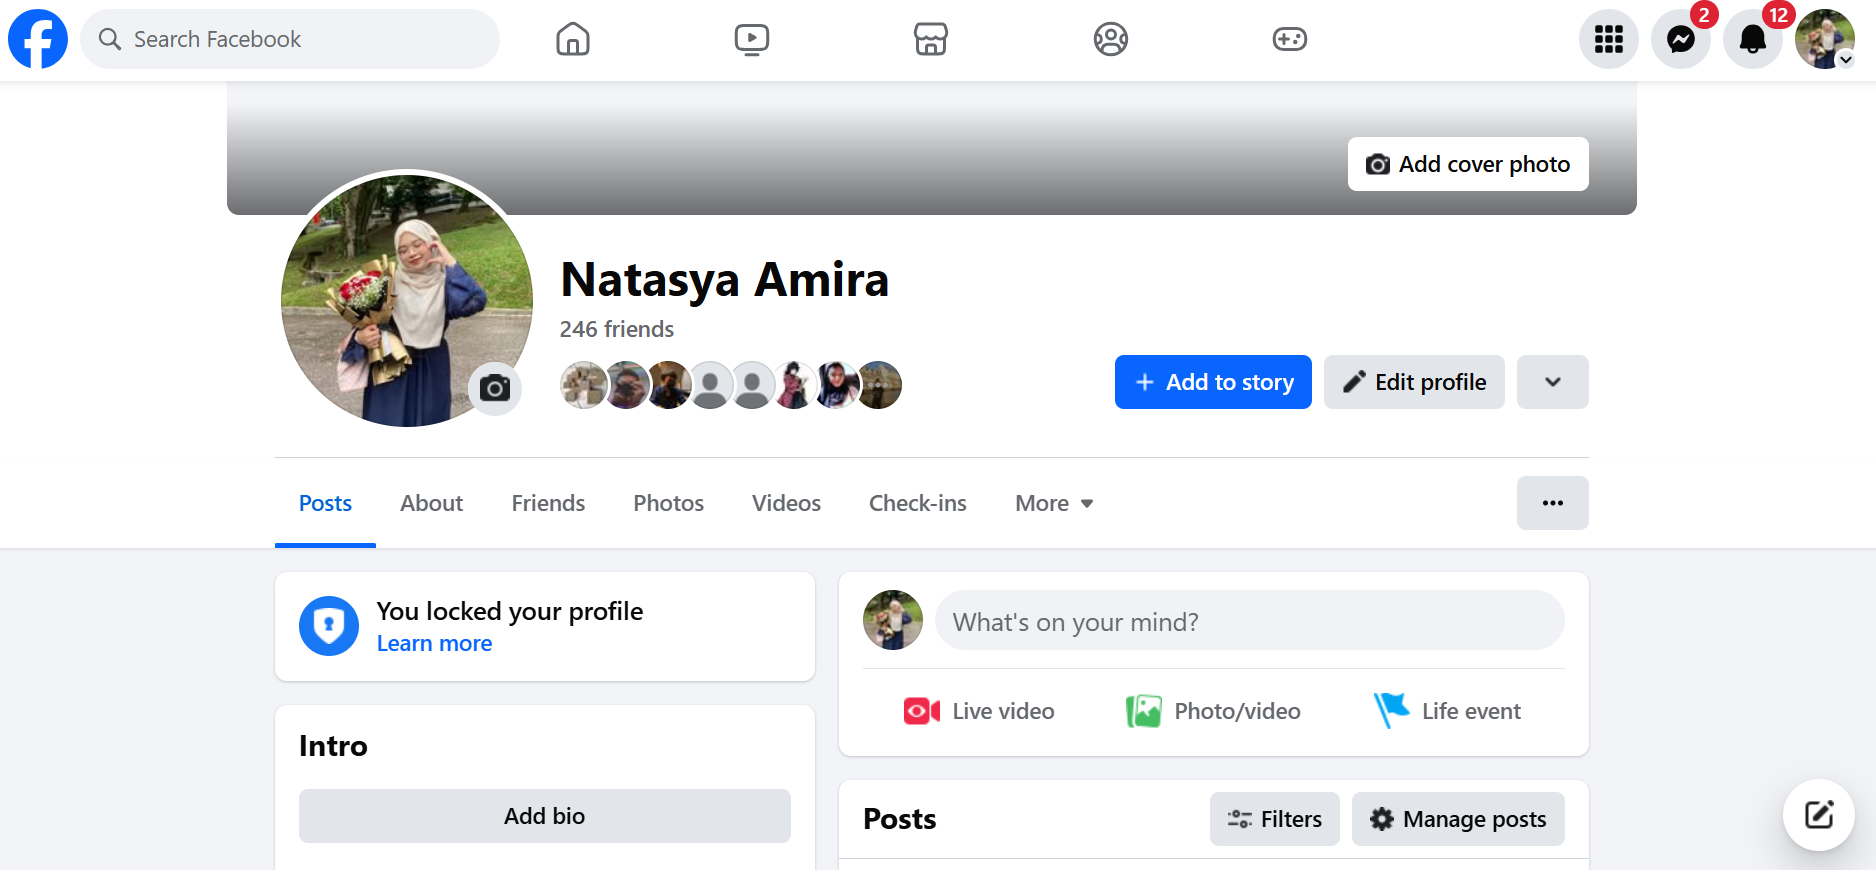 Search Facebook
2
12
Add cover photo
Natasya Amira
246 friends
Add to story
Edit profile
Posts
About
Friends
Photos
Videos
Check-ins
More
You locked your profile
Learn more
What's on your mind?
Live video
Photo/video
Life event
Intro
Add bio
Posts
Filters
Manage posts